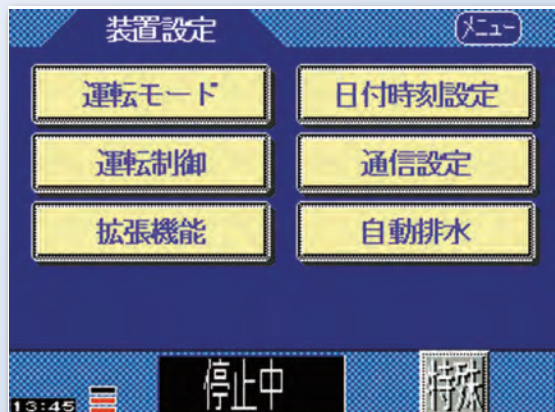 装置設定
メニュー
運転モード
日付時刻設定
運転制御
通信設定
拡張機能
自動排水
停止中
特殊
13:45